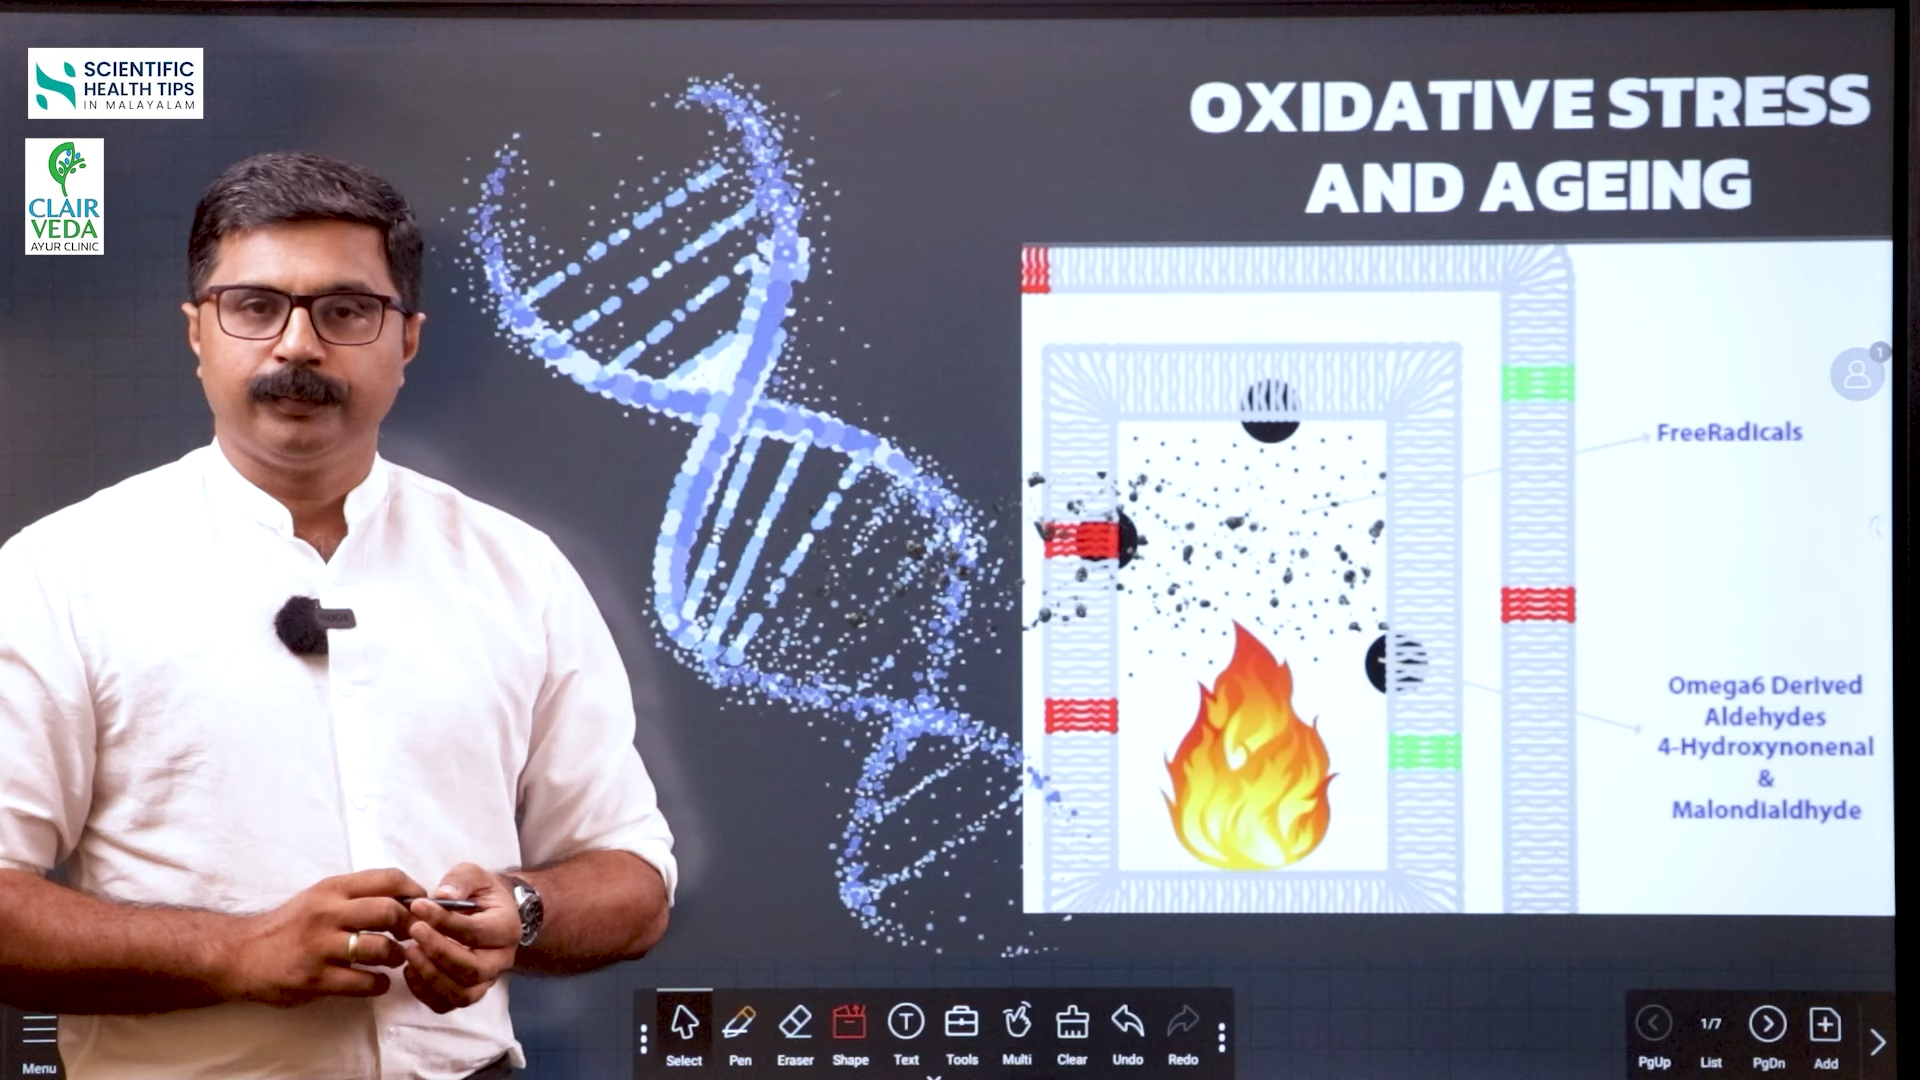 SCIENTIFIC
HEALTH TIPS
IN MALAYALAM
CLAIR
VEDA
AYUR CLINIC
OXIDATIVE STRESS
AND AGEING
1
FreeRadicals
Omega6 Derived
Aldehydes
4-Hydroxynonenal
&
Malondialdhyde
Menu
Select
Pen
Eraser
Shape
Text
Tools
Multi
Clear
Undo
Redo
PgUp
1/7
List
PgDn
Add